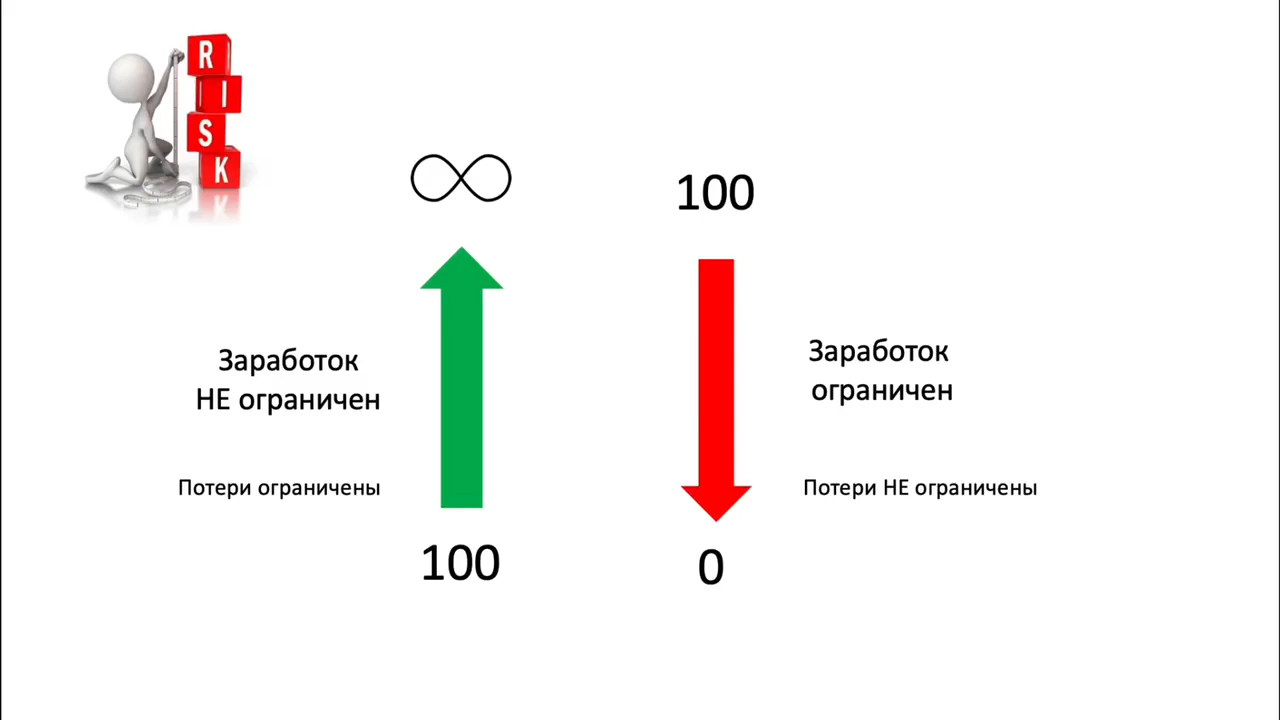 R
I
S
K
∞
100
Заработок
НЕ ограничен
Заработок
ограничен
Потери ограничены
Потери НЕ ограничены
100
0